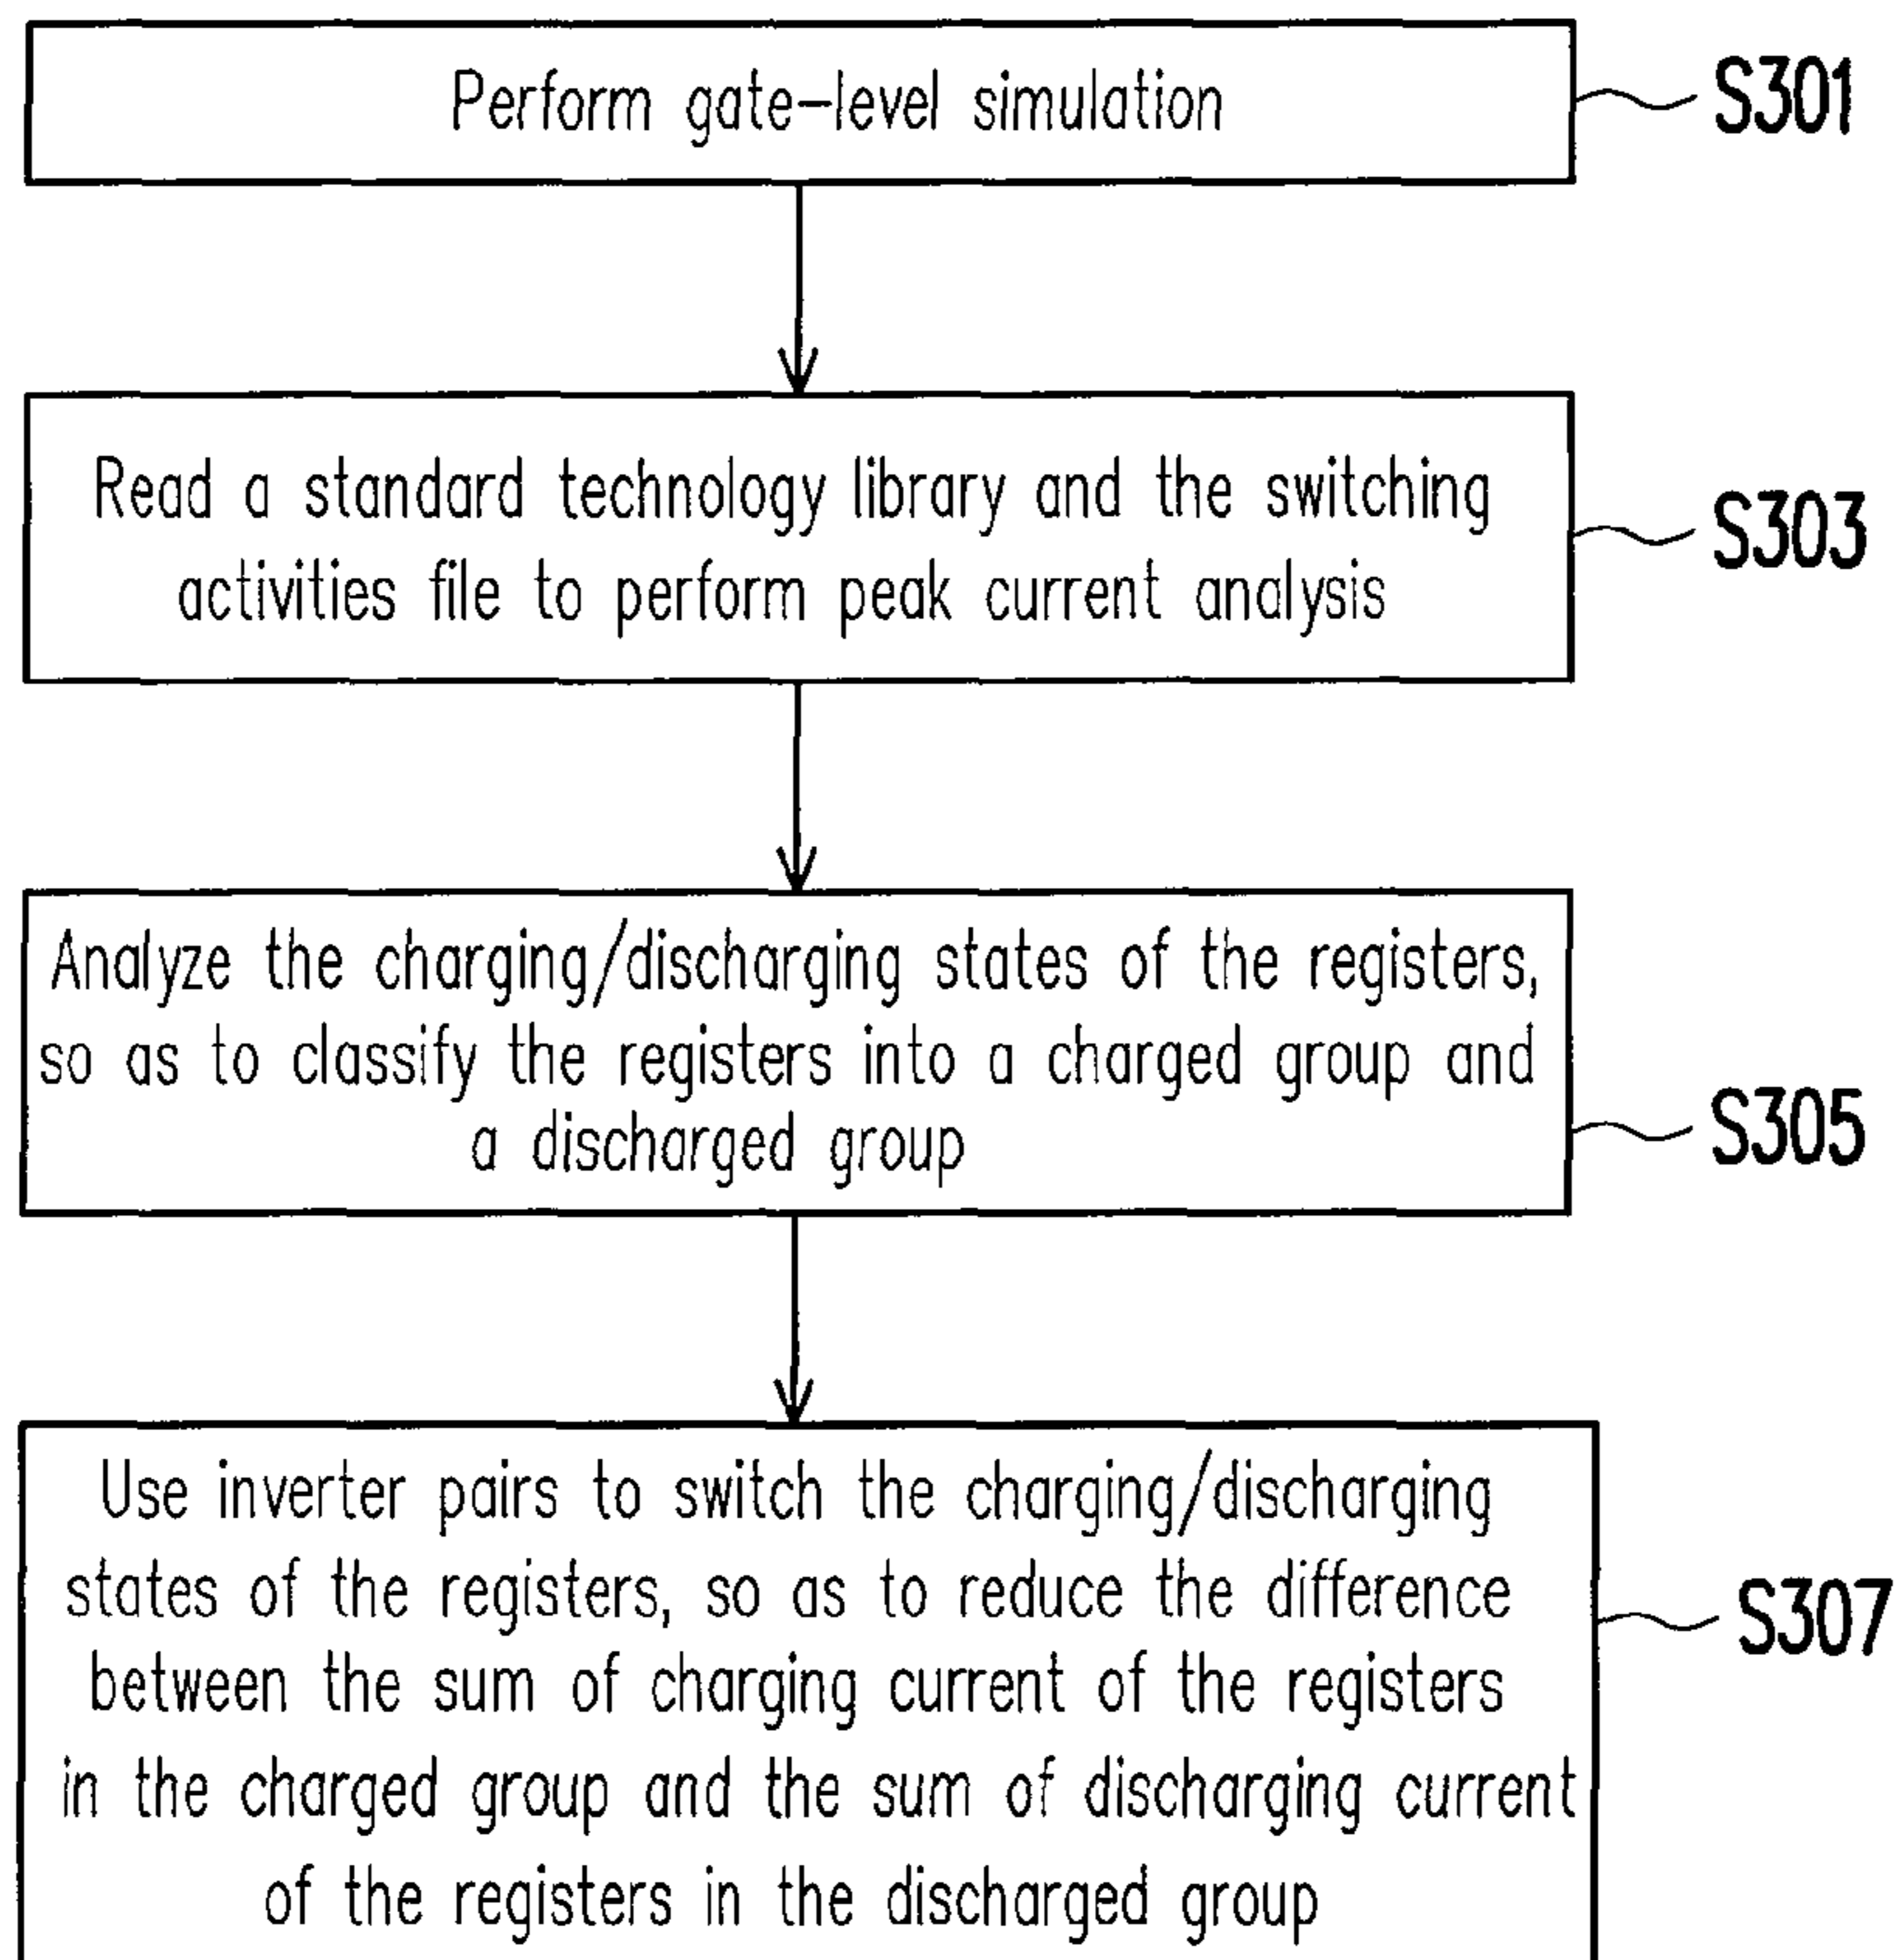 Perform gate-level simulation
S301
Read a standard technology library and the switching
activities file to perform peak current analysis
S303
Analyze the charging/discharging states of the registers,
so as to classify the registers into a charged group and
a discharged group
S305
Use inverter pairs to switch the charging/discharging
states of the registers, so as to reduce the difference
between the sum of charging current of the registers
in the charged group and the sum of discharging current
of the registers in the discharged group
S307